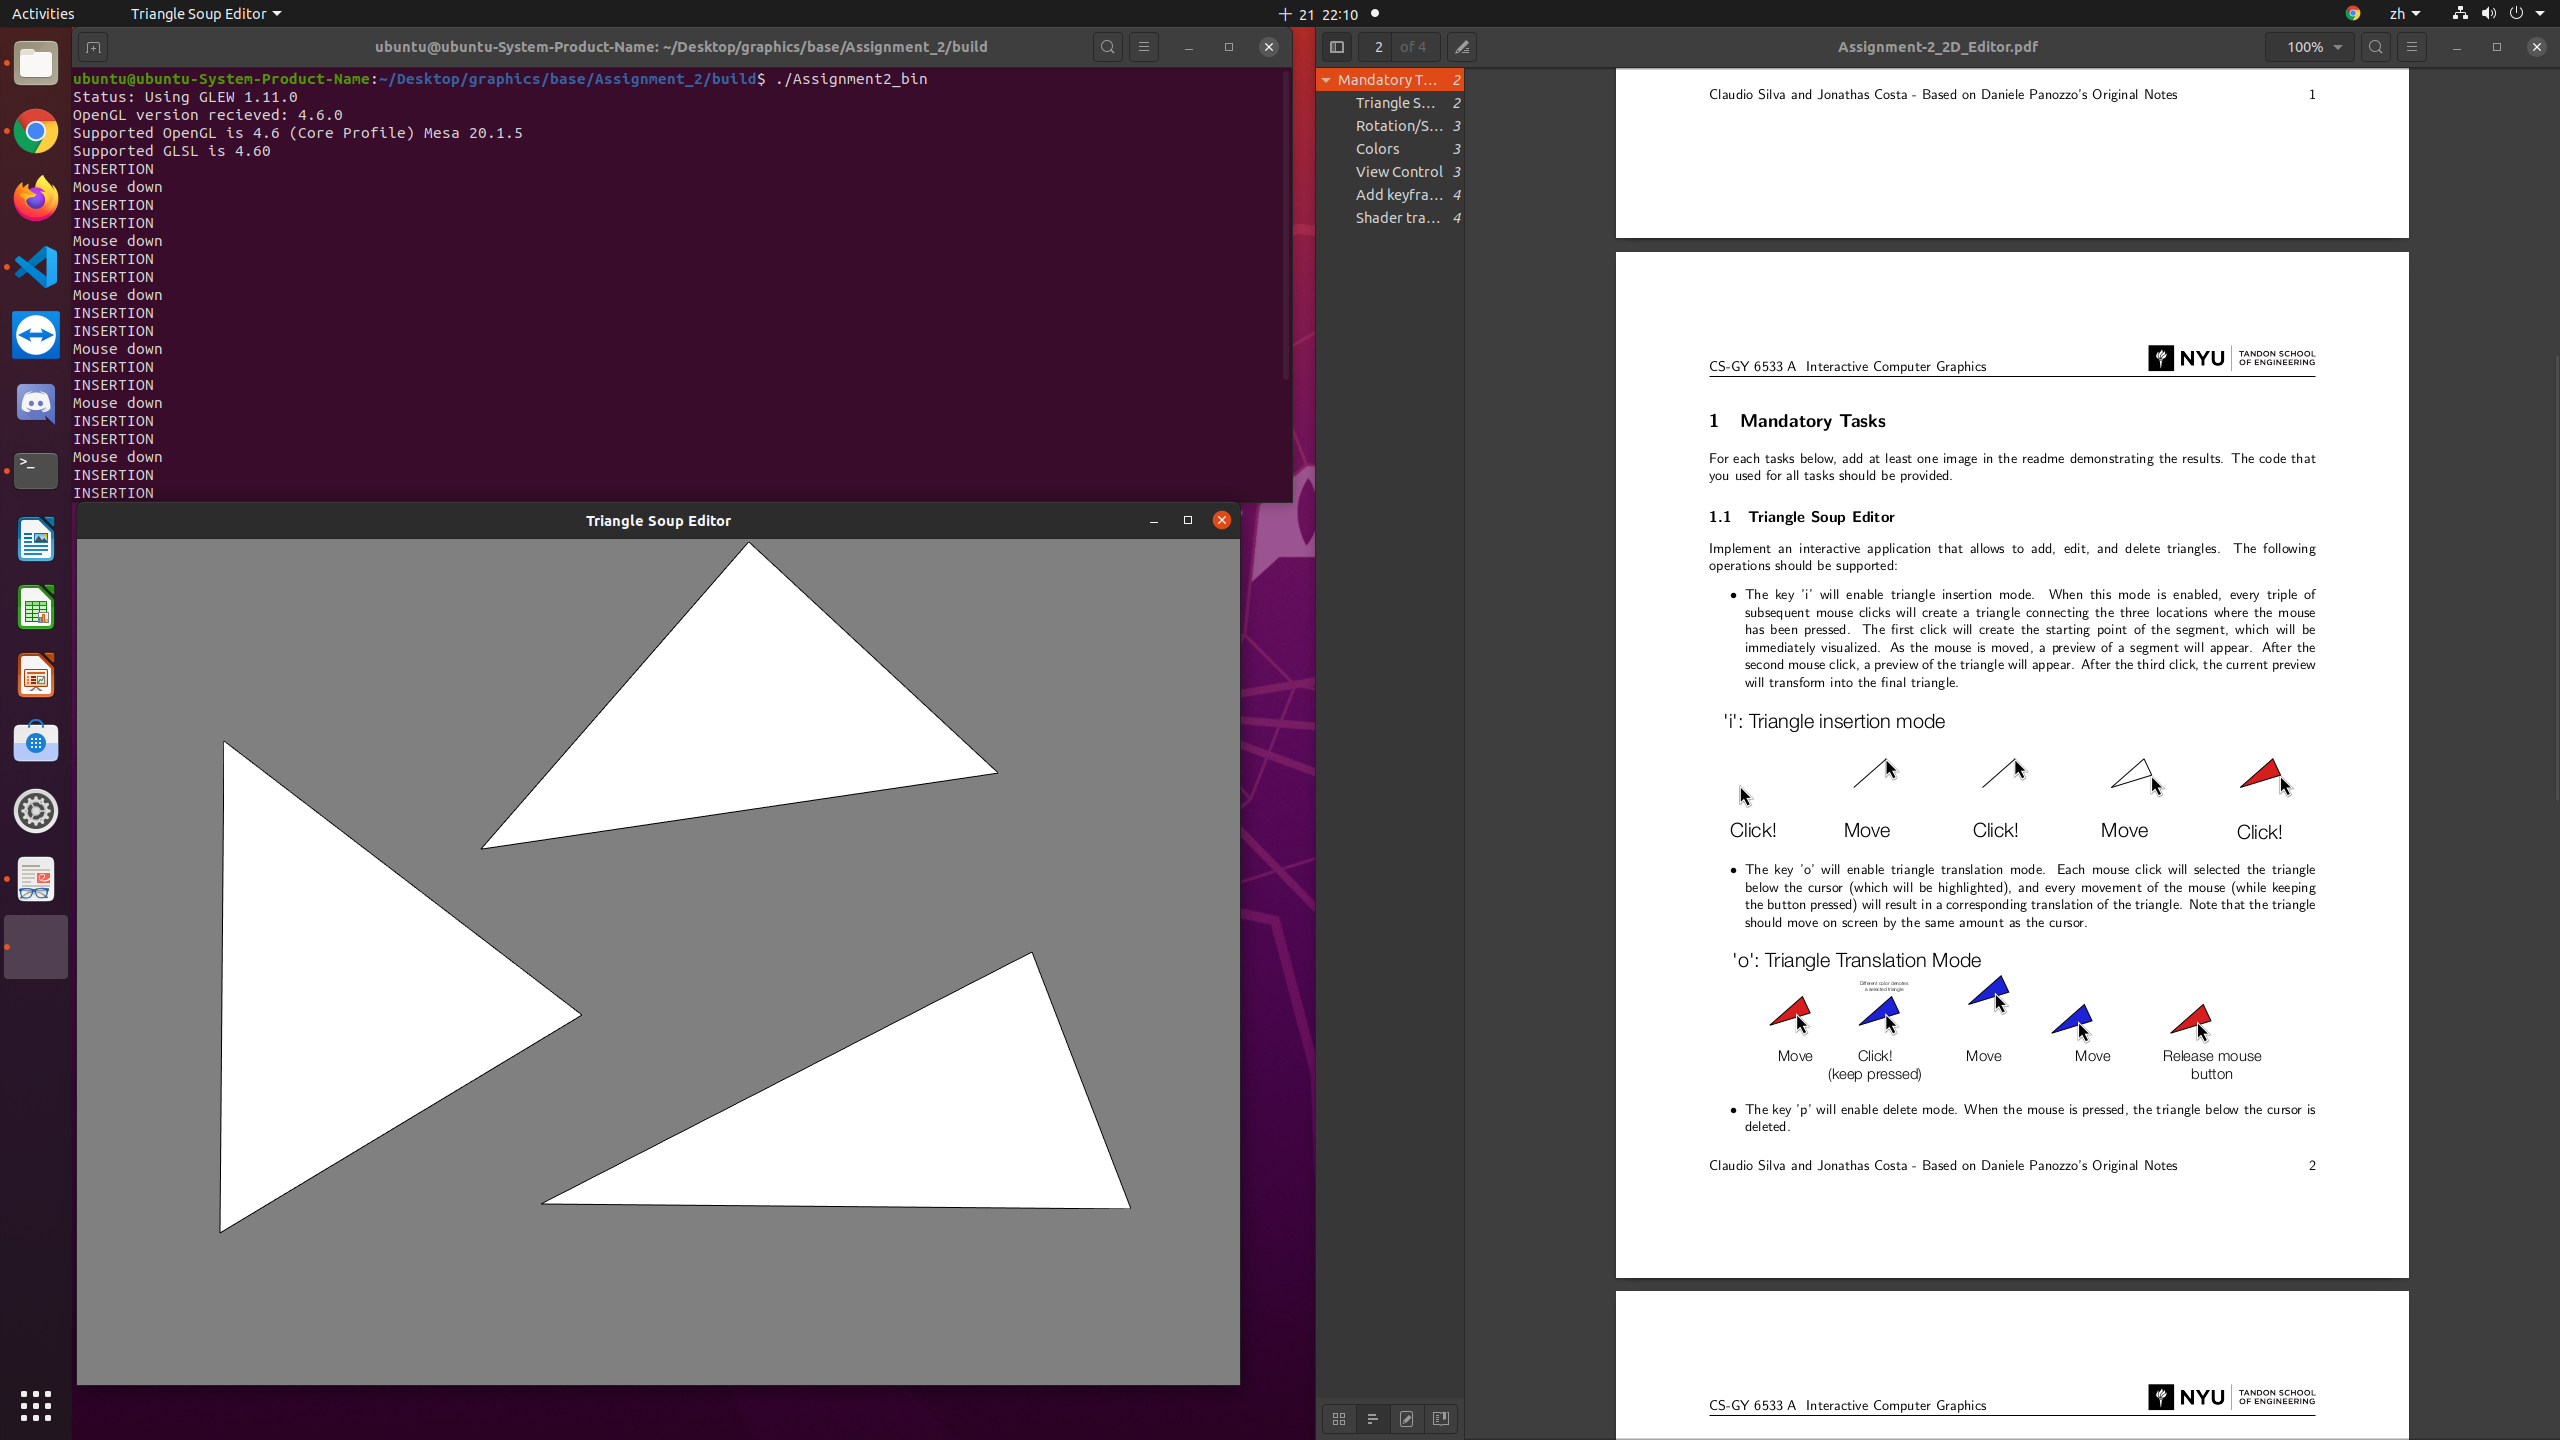 Activities
Triangle Soup Editor
21 22:10
zh
ubuntu@ubuntu-System-Product-Name: ~/Desktop/graphics/base/Assignment_2/build
ubuntu@ubuntu-System-Product-Name:~/Desktop/graphics/base/Assignment_2/build$ ./Assignment2_bin
Status: Using GLEW 1.11.0
OpenGL version recieved: 4.6.0
Supported OpenGL is 4.6 (Core Profile) Mesa 20.1.5
Supported GLSL is 4.60
INSERTION
Mouse down
INSERTION
INSERTION
Mouse down
INSERTION
INSERTION
Mouse down
INSERTION
INSERTION
Mouse down
INSERTION
INSERTION
Mouse down
INSERTION
INSERTION
Mouse down
INSERTION
INSERTION
Triangle Soup Editor
2 of 4
Assignment-2_2D_Editor.pdf
100%
Mandatory T... 2
Triangle S... 2
Rotation/S... 3
Colors 3
View Control 3
Add keyfra... 4
Shader tra... 4
Claudio Silva and Jonathas Costa - Based on Daniele Panozzo's Original Notes 1
CS-GY 6533 A Interactive Computer Graphics
NYU TANDON SCHOOL
OF ENGINEERING
1 Mandatory Tasks
For each tasks below, add at least one image in the readme demonstrating the results. The code that
you used for all tasks should be provided.
1.1 Triangle Soup Editor
Implement an interactive application that allows to add, edit, and delete triangles. The following
operations should be supported:
• The key 'i' will enable triangle insertion mode. When this mode is enabled, every triple of
subsequent mouse clicks will create a triangle connecting the three locations where the mouse
has been pressed. The first click will create the starting point of the segment, which will be
immediately visualized. As the mouse is moved, a preview of a segment will appear. After the
second mouse click, a preview of the triangle will appear. After the third click, the current preview
will transform into the final triangle.
'i': Triangle insertion mode
Click! Move Click! Move Click!
• The key 'o' will enable triangle translation mode. Each mouse click will selected the triangle
below the cursor (which will be highlighted), and every movement of the mouse (while keeping
the button pressed) will result in a corresponding translation of the triangle. Note that the triangle
should move on screen by the same amount as the cursor.
'o': Triangle Translation Mode
Different color denotes
a selected triangle
Move Click! Move Move Release mouse
(keep pressed) button
• The key 'p' will enable delete mode. When the mouse is pressed, the triangle below the cursor is
deleted.
Claudio Silva and Jonathas Costa - Based on Daniele Panozzo's Original Notes 2
CS-GY 6533 A Interactive Computer Graphics
NYU TANDON SCHOOL
OF ENGINEERING